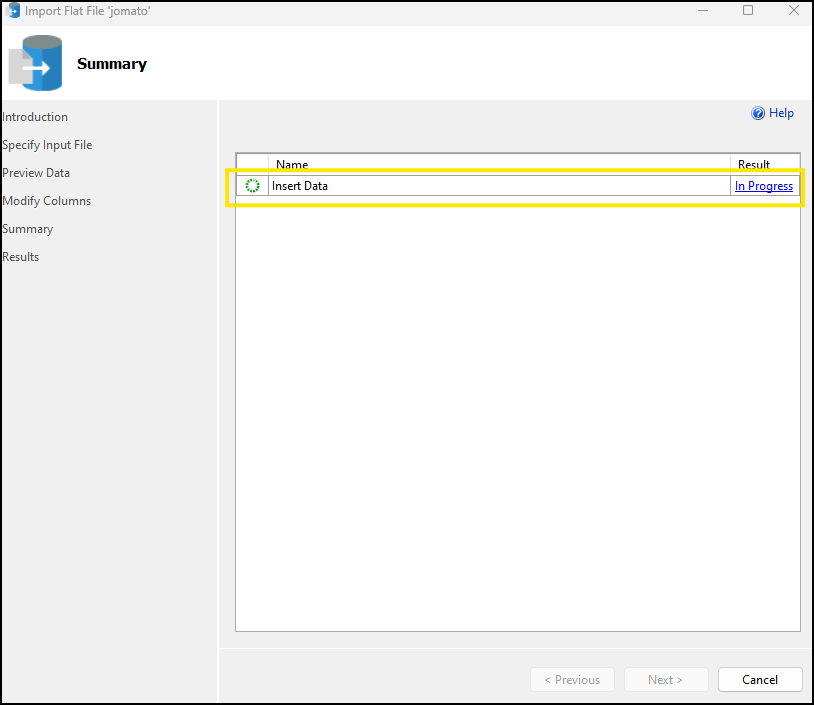 Import Flat File 'jomato'
Summary
Introduction
Specify Input File
Preview Data
Modify Columns
Summary
Results
Help
Name Result
Insert Data In Progress
< Previous Next > Cancel